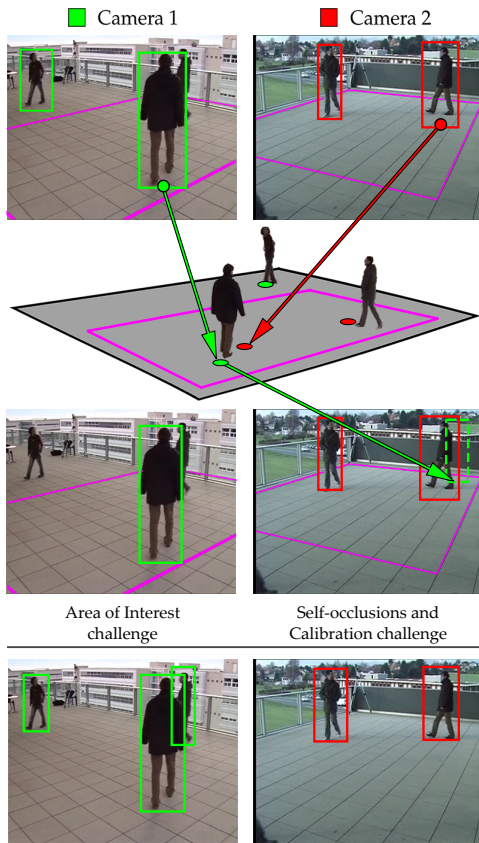 Camera 1
Camera 2
Area of Interest
challenge
Self-occlusions and
Calibration challenge